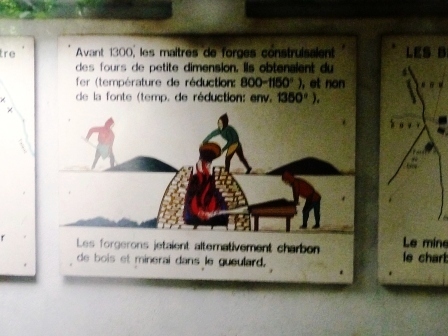 tre
Avant 1300, les maîtres de forges construisaient
des fours de petite dimension. Ils obtenaient du
fer (température de réduction: 800-1150° ), et non
de la fonte (temp. de réduction: env. 1350° ).
Les forgerons jetaient alternativement charbon
de bois et minerai dans le gueulard.
r
LES B
Le mine
le charb